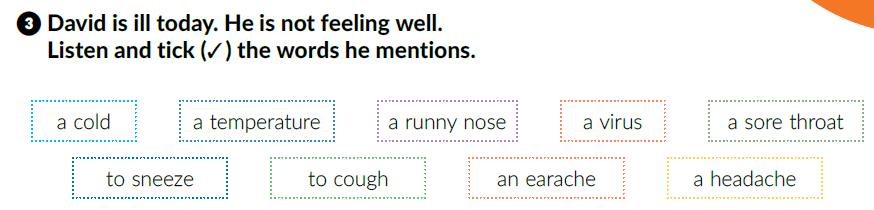 3 David is ill today. He is not feeling well.
Listen and tick (✓) the words he mentions.
a cold a temperature a runny nose a virus a sore throat
to sneeze to cough an earache a headache